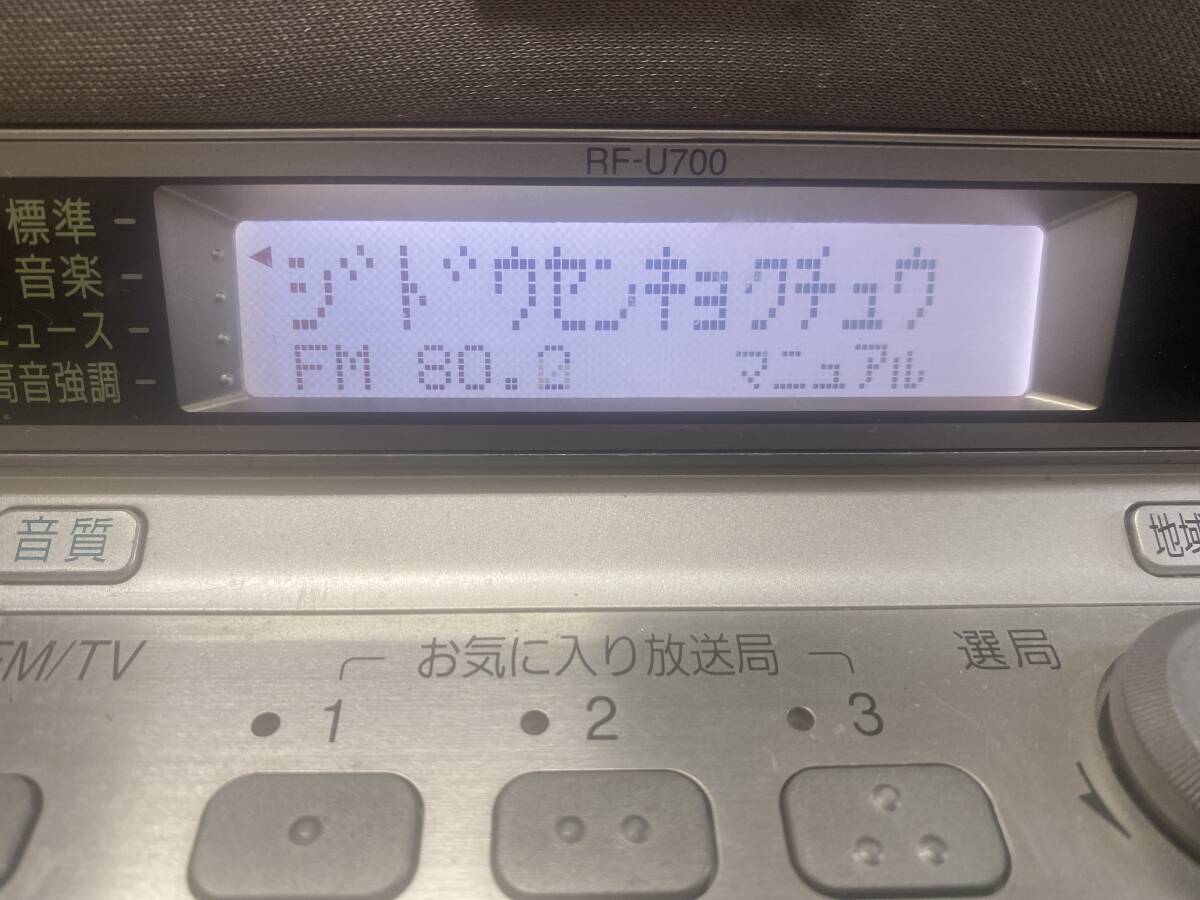 RF-U700
標準
音楽
ニュース
高音強調
ジドウセンキョクチュウ
FM 80.0 マニュアル
音質
地域
FM/TV
お気に入り放送局
選局
1
2
3